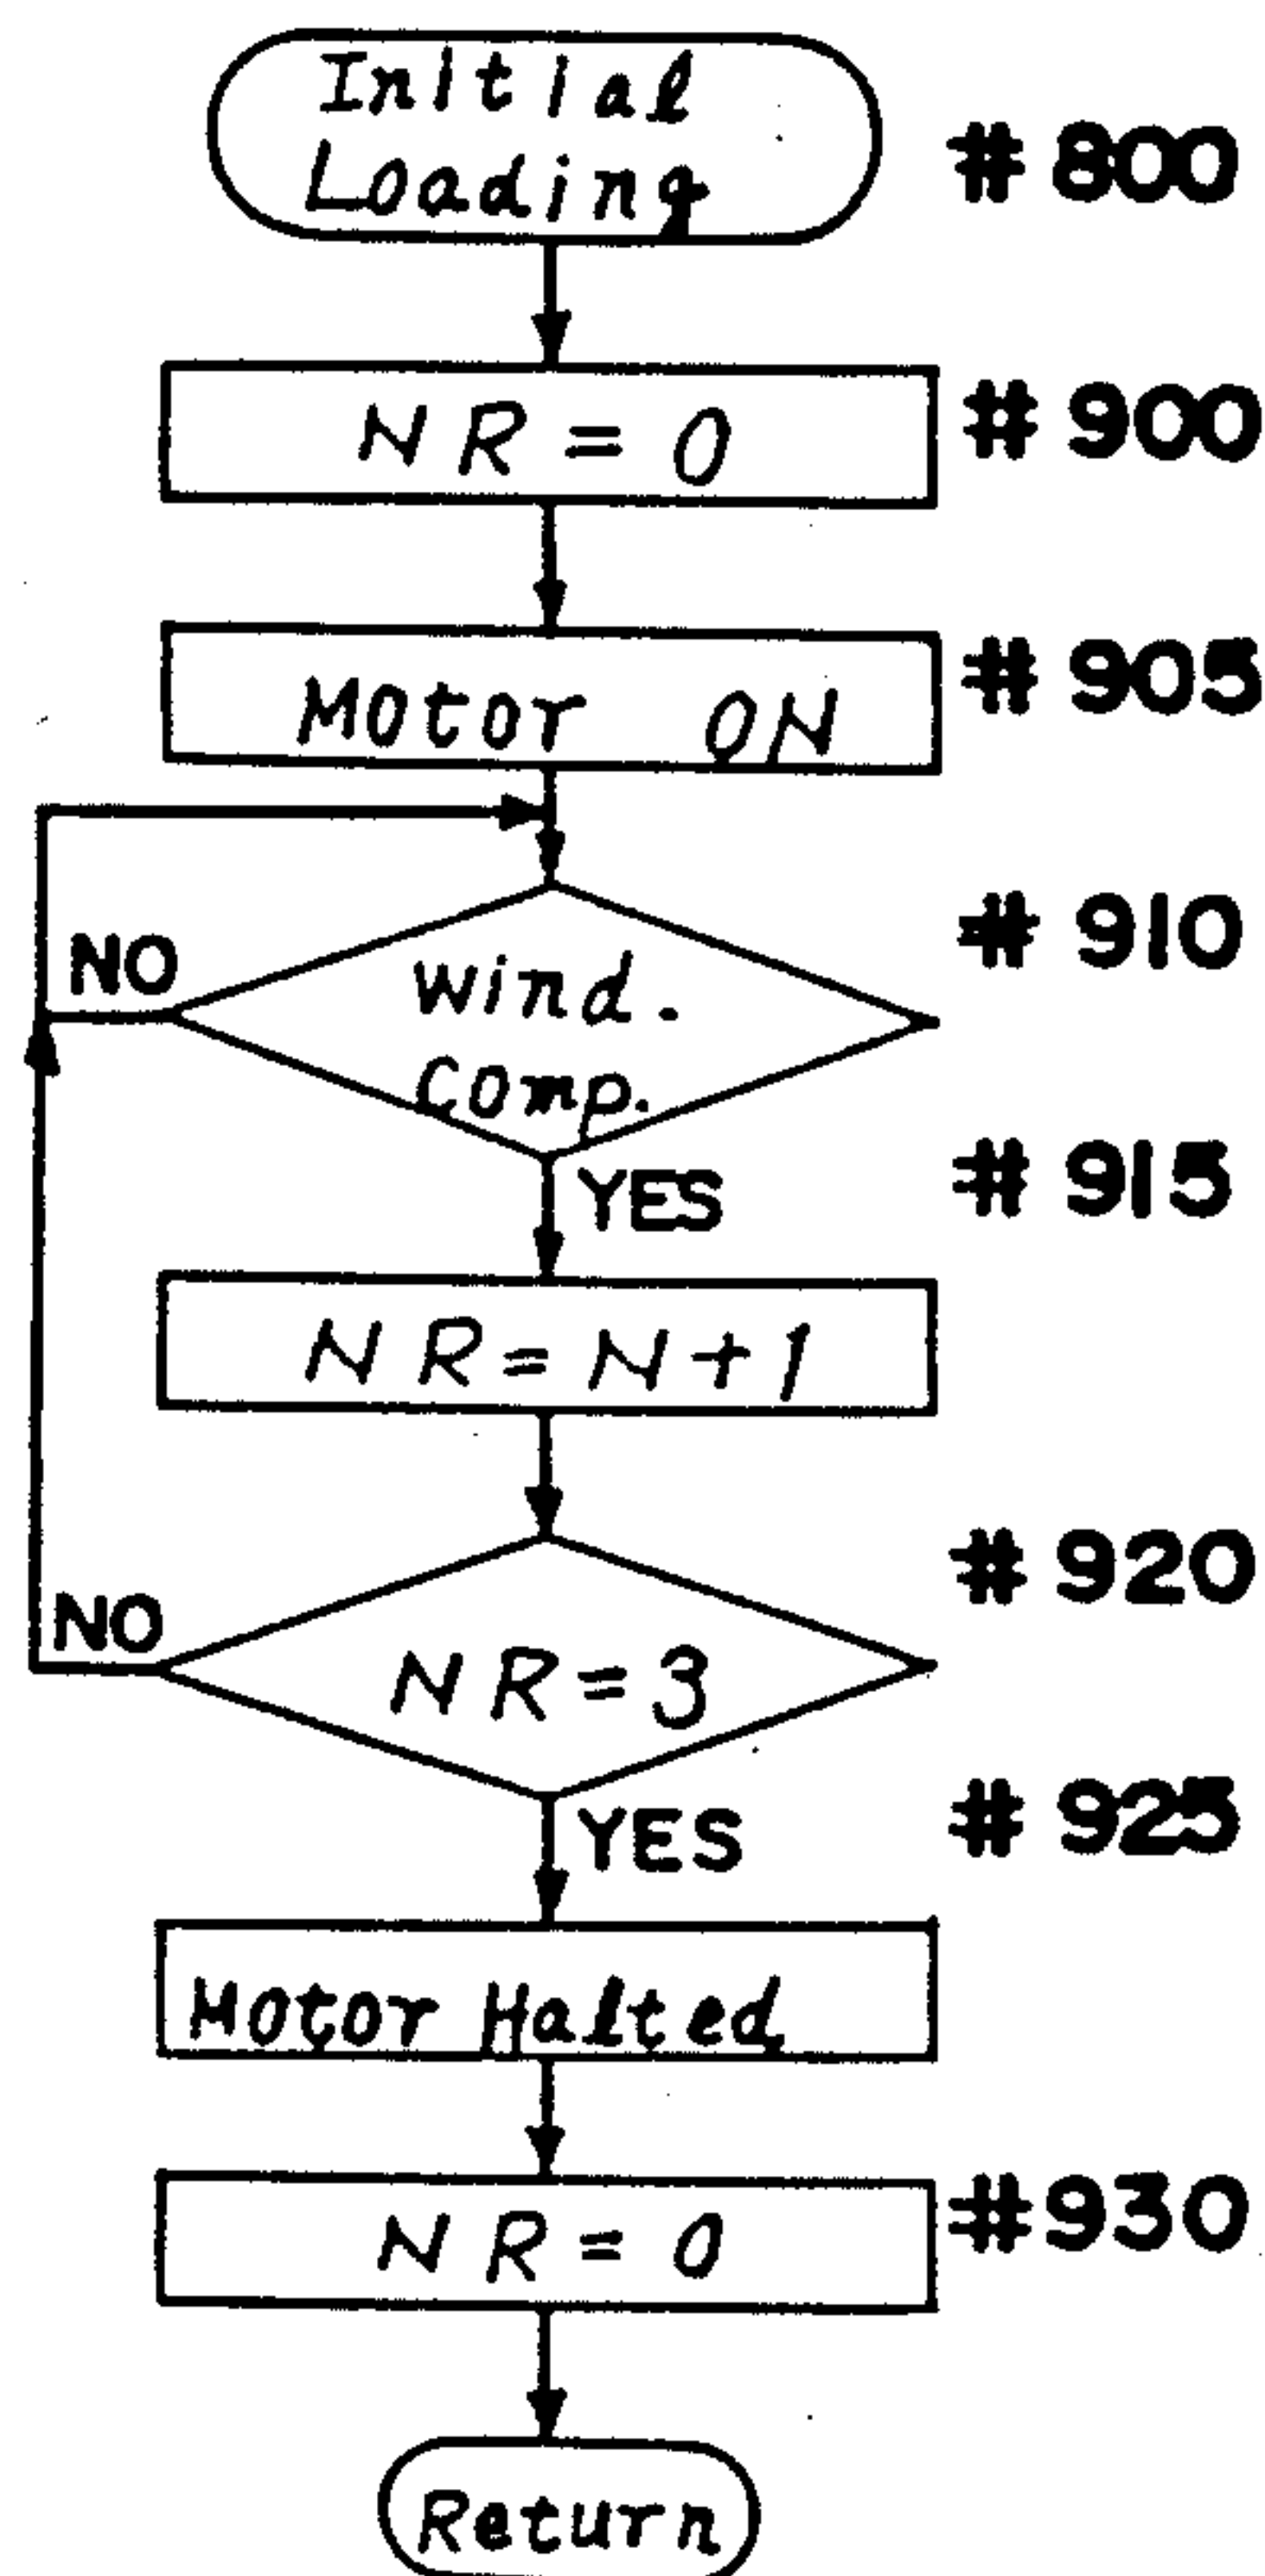 Initial
Loading
#800
NR=0
#900
Motor ON
#905
#910
NO
wind.
Comp.
YES
#915
NR=N+1
#920
NO
NR=3
YES
#925
Motor Halted
NR=0
#930
Return